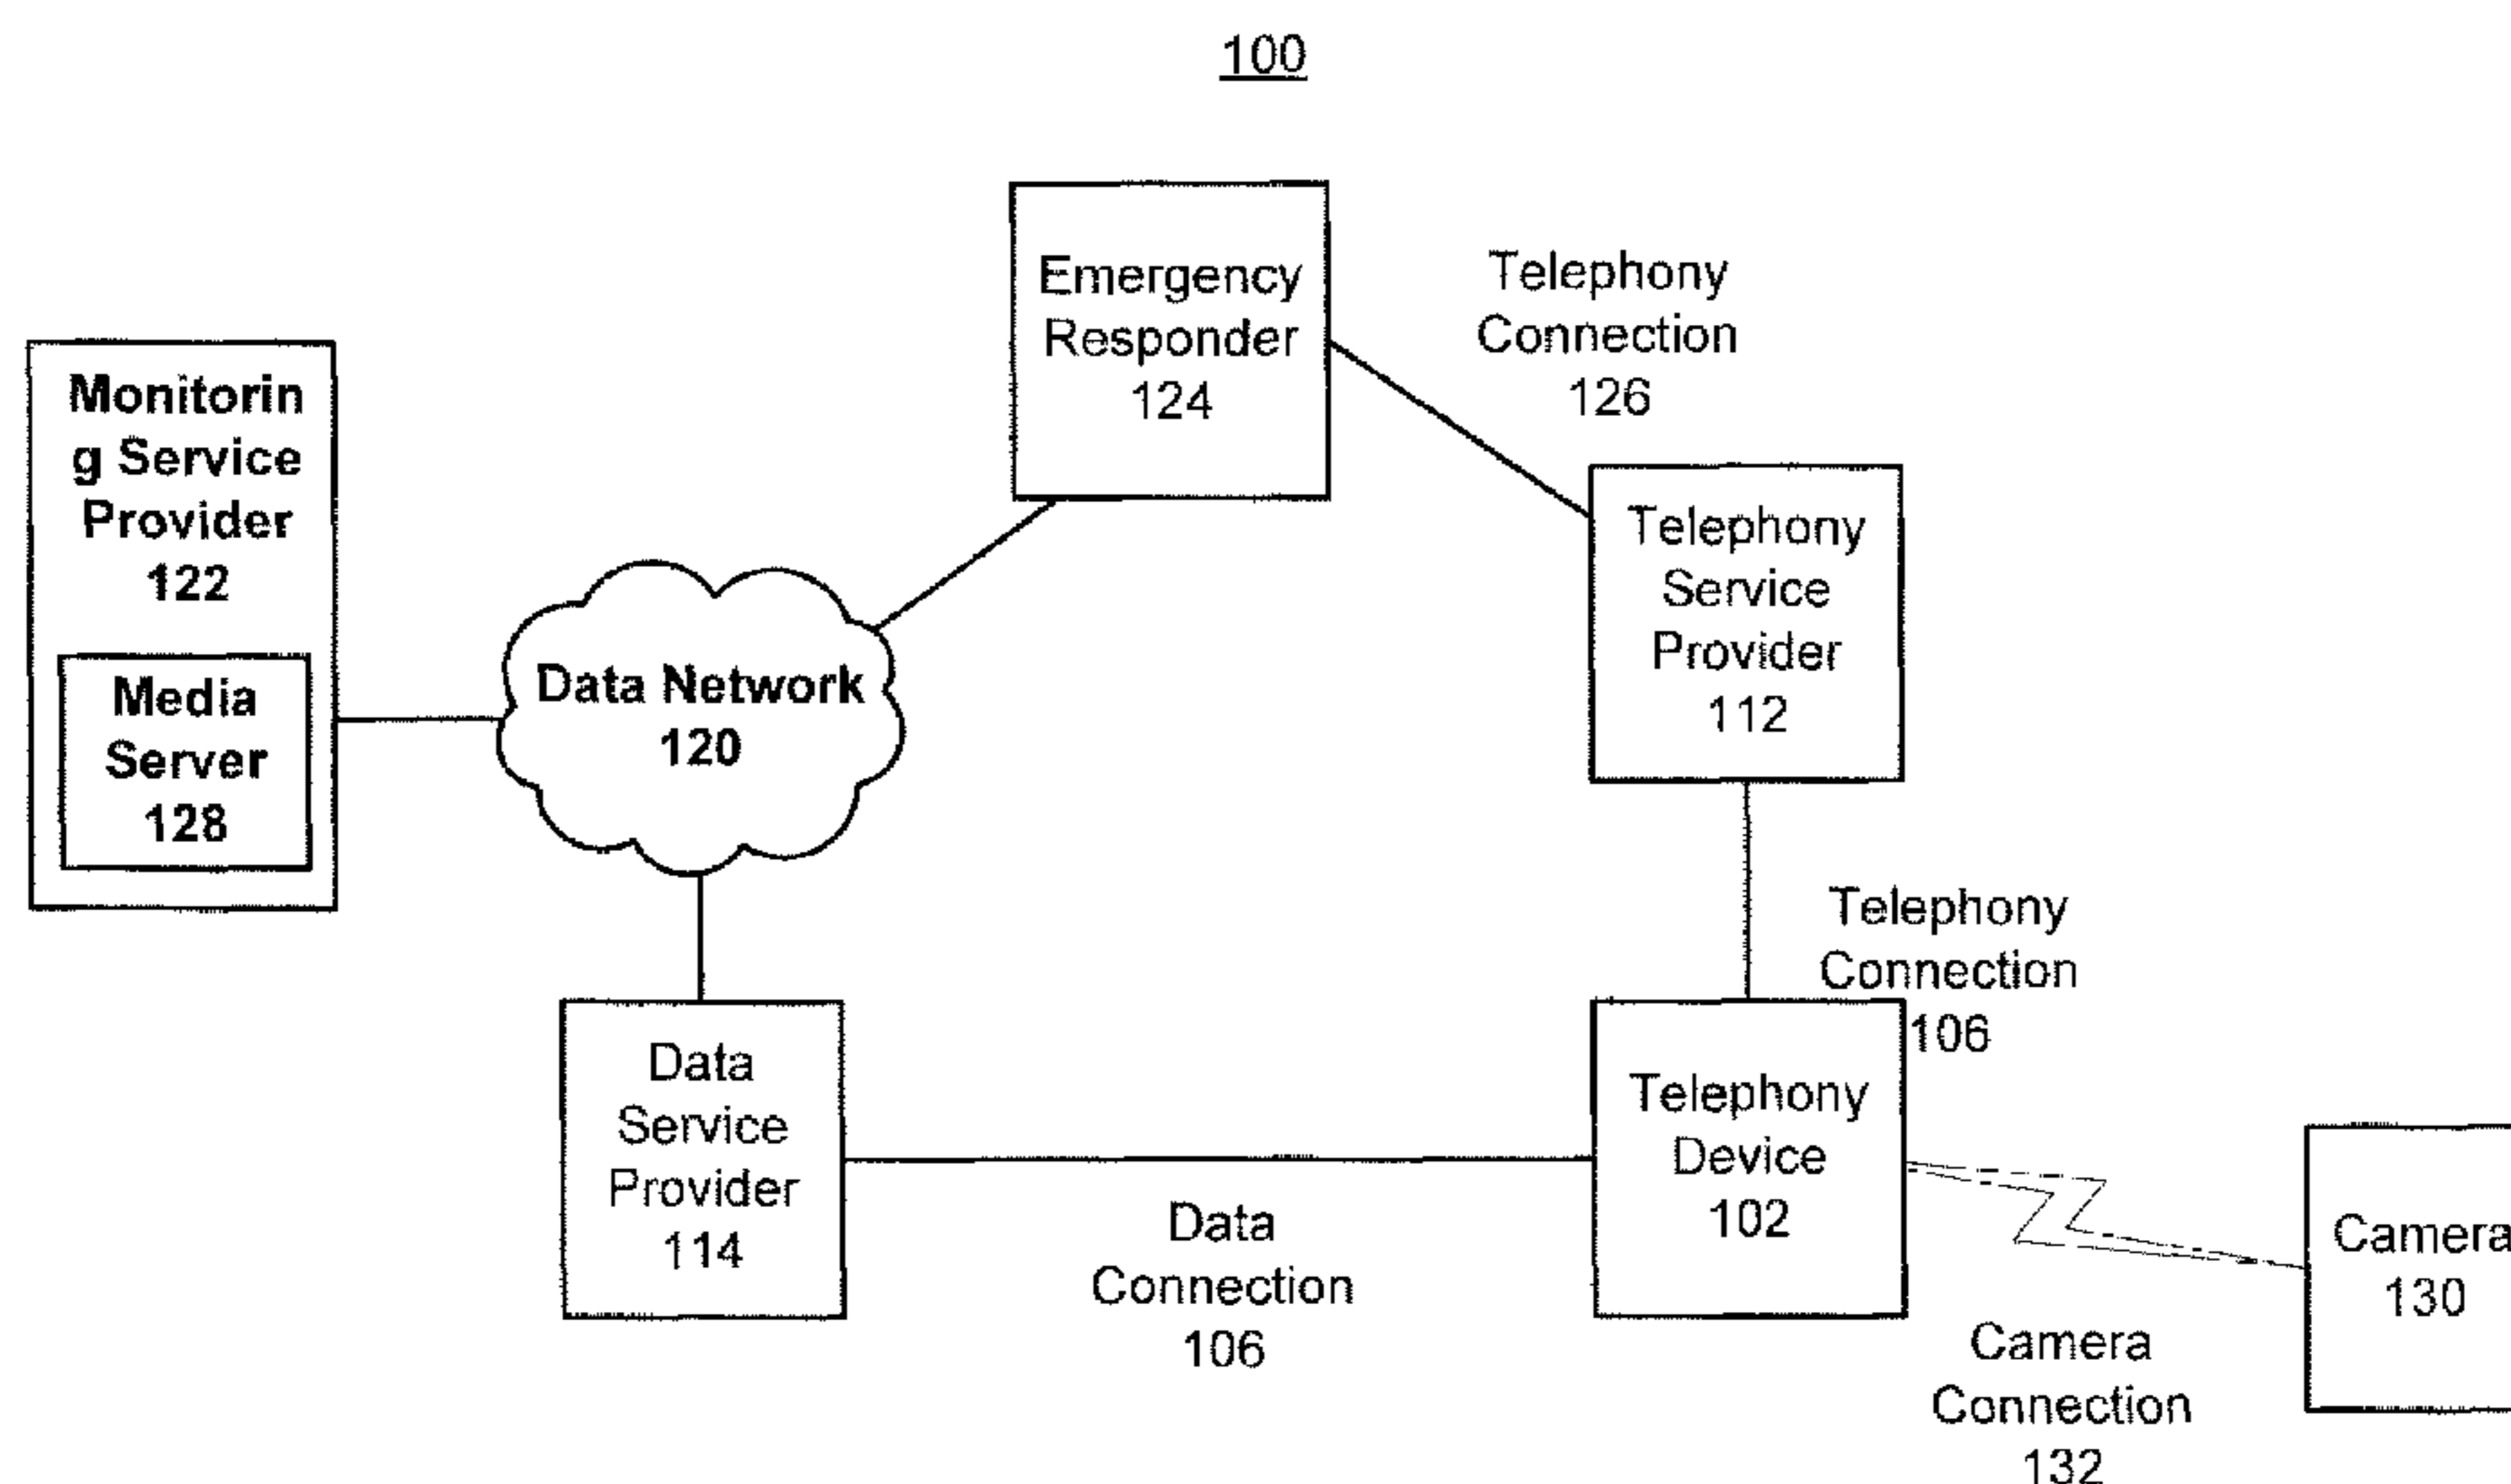 100
Emergency
Responder
124
Telephony
Connection
126
Monitorin
g Service
Provider
122
Media
Server
128
Data Network
120
Telephony
Service
Provider
112
Telephony
Connection
106
Data
Service
Provider
114
Data
Connection
106
Telephony
Device
102
Camera
130
Camera
Connection
132